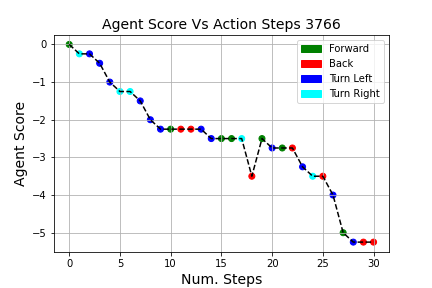 Agent Score Vs Action Steps 3766
Forward
Back
Turn Left
Turn Right
Agent Score
0
−1
−2
−3
−4
−5
0 5 10 15 20 25 30
Num. Steps